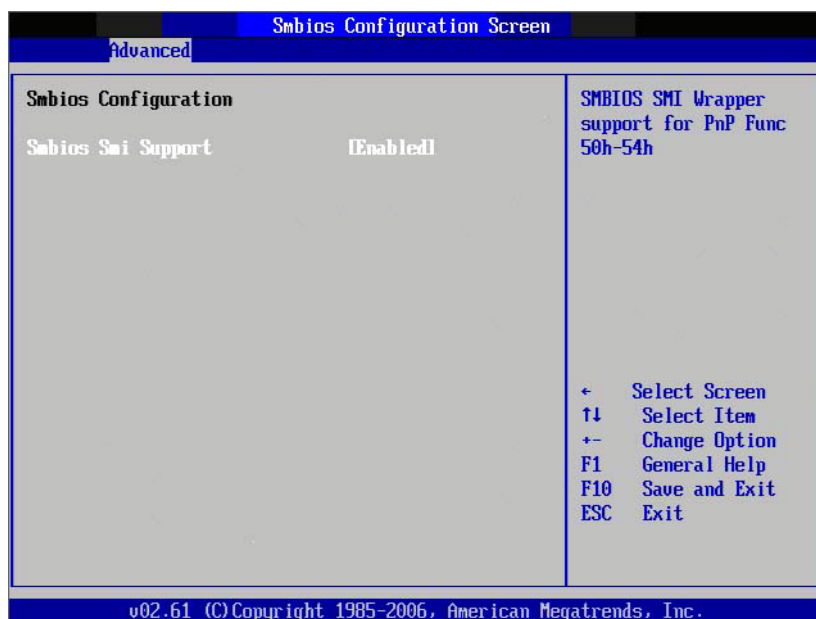 Smbios Configuration Screen
Advanced
Smbios Configuration
Smbios Smi Support [Enabled]
SMBIOS SMI Wrapper
support for PnP Func
50h-54h
← Select Screen
↑↓ Select Item
+- Change Option
F1 General Help
F10 Save and Exit
ESC Exit
v02.61 (C)Copyright 1985-2006, American Megatrends, Inc.